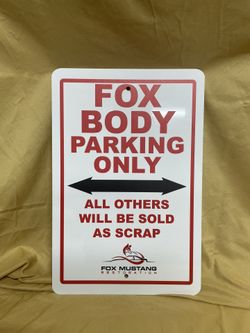 FOX
BODY
PARKING
ONLY
ALL OTHERS
WILL BE SOLD
AS SCRAP
FOX MUSTANG
RESTORATION